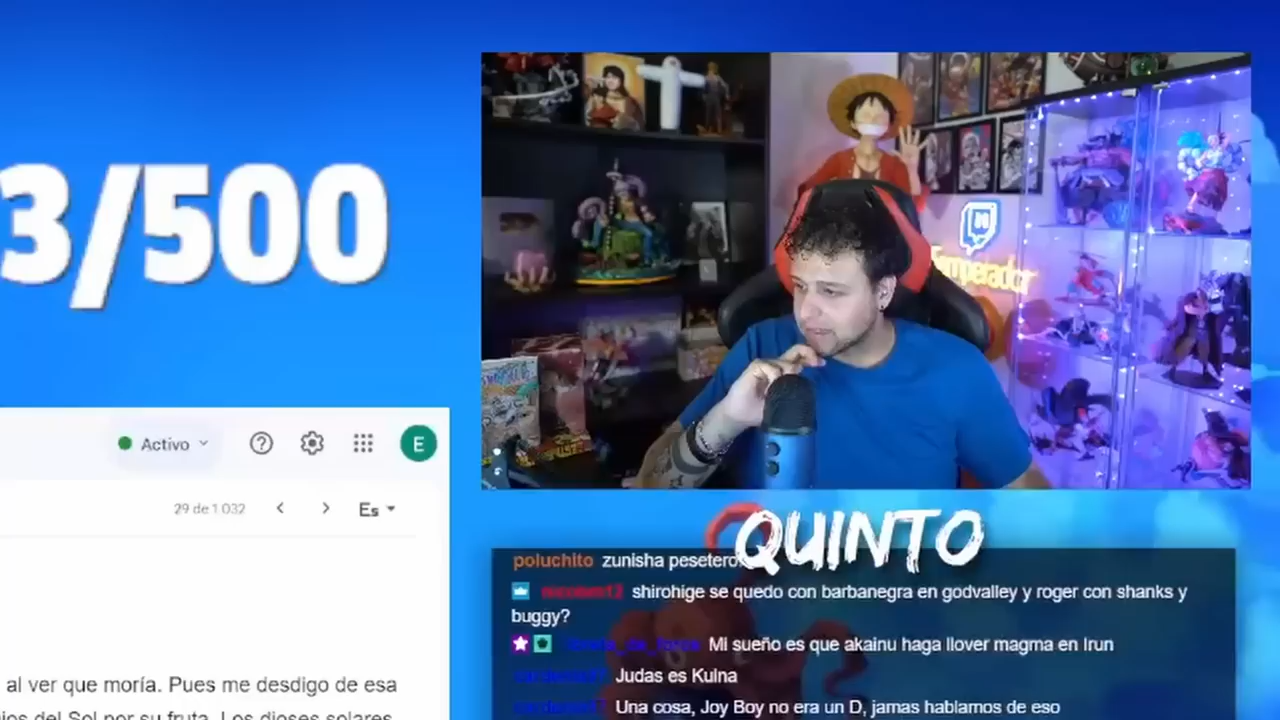 3/500
Temperador
Activo
E
29 de 1.032
Es
al ver que moría. Pues me desdigo de esa
del Sol por su fruta. Los dioses solares
QUINTO
poluchito zunisha pesetero
shirohige se quedo con barbanegra en godvalley y roger con shanks y
buggy?
Mi sueño es que akainu haga llover magma en Irun
Judas es Kuina
Una cosa, Joy Boy no era un D, jamas hablamos de eso